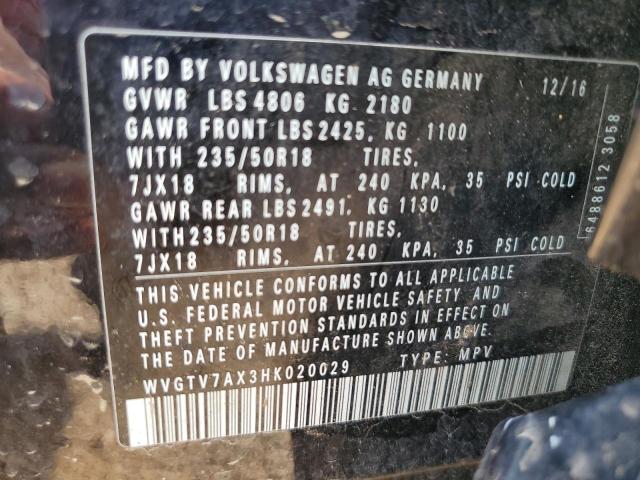 MFD BY VOLKSWAGEN AG GERMANY 12/16
GVWR LBS 4806 KG 2180
GAWR FRONT LBS 2425, KG 1100
WITH 235/50R18 TIRES,
7JX18 RIMS, AT 240 KPA, 35 PSI COLD
GAWR REAR LBS 2491, KG 1130
WITH 235/50R18 TIRES,
7JX18 RIMS, AT 240 KPA, 35 PSI COLD
THIS VEHICLE CONFORMS TO ALL APPLICABLE
U.S. FEDERAL MOTOR VEHICLE SAFETY AND
THEFT PREVENTION STANDARDS IN EFFECT ON
THE DATE OF MANUFACTURE SHOWN ABOVE.
WVGTV7AX3HK020029 TYPE: MPV
6488612 3058